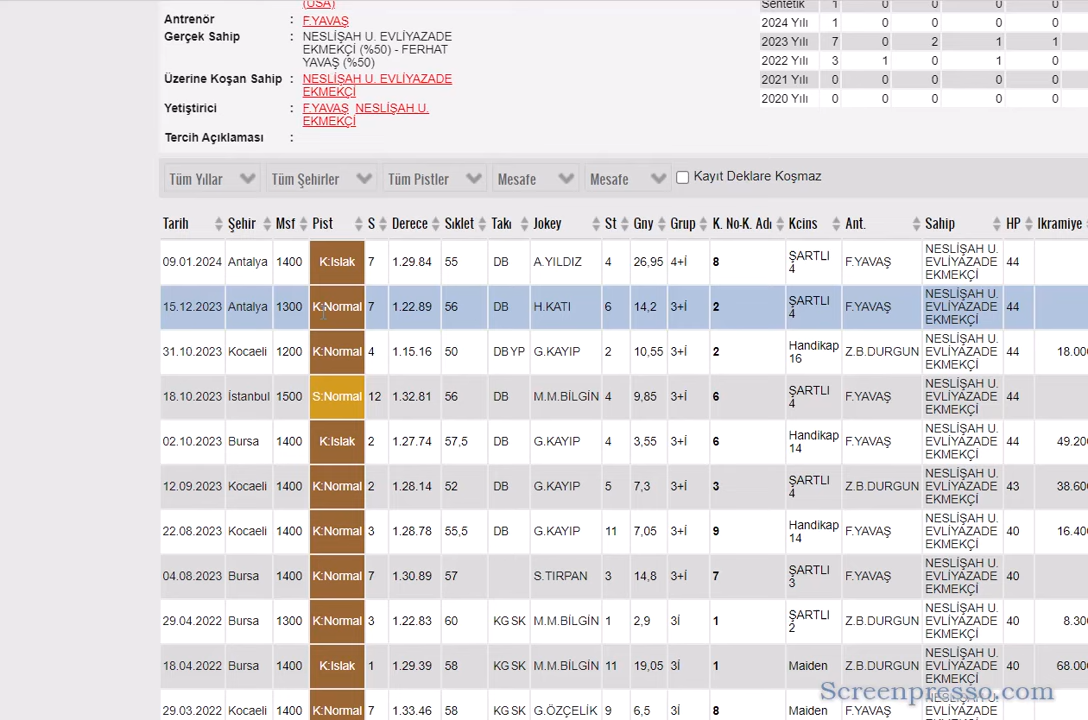 (USA)
Antrenör : F.YAVAŞ
Gerçek Sahip : NESLİŞAH U. EVLİYAZADE
EKMEKÇİ (%50) - FERHAT
YAVAŞ (%50)
Üzerine Koşan Sahip : NESLİŞAH U. EVLİYAZADE
EKMEKÇİ
Yetiştirici : F.YAVAŞ NESLİŞAH U.
EKMEKÇİ
Tercih Açıklaması :
Sentetik 1 0 0 0 0
2024 Yılı 1 0 0 0 0
2023 Yılı 7 0 2 1 1
2022 Yılı 3 1 0 1 0
2021 Yılı 0 0 0 0 0
2020 Yılı 0 0 0 0 0
Tüm Yıllar Tüm Şehirler Tüm Pistler Mesafe Mesafe Kayıt Deklare Koşmaz
Tarih Şehir Msf Pist S Derece Sıklet Takı Jokey St Gny Grup K. No-K. Adı Kcins Ant. Sahip HP Ikramiye
09.01.2024 Antalya 1400 K:Islak 7 1.29.84 55 DB A.YILDIZ 4 26,95 4+İ 8 ŞARTLI 4 F.YAVAŞ NESLİŞAH U. EVLİYAZADE EKMEKÇİ 44
15.12.2023 Antalya 1300 K:Normal 7 1.22.89 56 DB H.KATI 6 14,2 3+İ 2 ŞARTLI 4 F.YAVAŞ NESLİŞAH U. EVLİYAZADE EKMEKÇİ 44
31.10.2023 Kocaeli 1200 K:Normal 4 1.15.16 50 DB YP G.KAYIP 2 10,55 3+İ 2 Handikap 16 Z.B.DURGUN NESLİŞAH U. EVLİYAZADE EKMEKÇİ 44 18.00
18.10.2023 İstanbul 1500 S:Normal 12 1.32.81 56 DB M.M.BİLGİN 4 9,85 3+İ 6 ŞARTLI 4 F.YAVAŞ NESLİŞAH U. EVLİYAZADE EKMEKÇİ 44
02.10.2023 Bursa 1400 K:Islak 2 1.27.74 57,5 DB G.KAYIP 4 3,55 3+İ 6 Handikap 14 F.YAVAŞ NESLİŞAH U. EVLİYAZADE EKMEKÇİ 44 49.20
12.09.2023 Kocaeli 1400 K:Normal 2 1.28.14 52 DB G.KAYIP 5 7,3 3+İ 3 ŞARTLI 4 Z.B.DURGUN NESLİŞAH U. EVLİYAZADE EKMEKÇİ 43 38.60
22.08.2023 Kocaeli 1400 K:Normal 3 1.28.78 55,5 DB G.KAYIP 11 7,05 3+İ 9 Handikap 14 F.YAVAŞ NESLİŞAH U. EVLİYAZADE EKMEKÇİ 40 16.40
04.08.2023 Bursa 1400 K:Normal 7 1.30.89 57 S.TIRPAN 3 14,8 3+İ 7 ŞARTLI 3 F.YAVAŞ NESLİŞAH U. EVLİYAZADE EKMEKÇİ 40
29.04.2022 Bursa 1300 K:Normal 3 1.22.83 60 KG SK M.M.BİLGİN 1 2,9 3İ 1 ŞARTLI 2 Z.B.DURGUN NESLİŞAH U. EVLİYAZADE EKMEKÇİ 40 8.30
18.04.2022 Bursa 1400 K:Islak 1 1.29.39 58 KG SK M.M.BİLGİN 11 19,05 3İ 1 Maiden Z.B.DURGUN NESLİŞAH U. EVLİYAZADE EKMEKÇİ 40 68.00
29.03.2022 Bursa 1400 K:Normal 7 1.33.46 58 KG SK G.ÖZÇELİK 9 6,5 3İ 8 Maiden F.YAVAŞ
Screenpresso.com